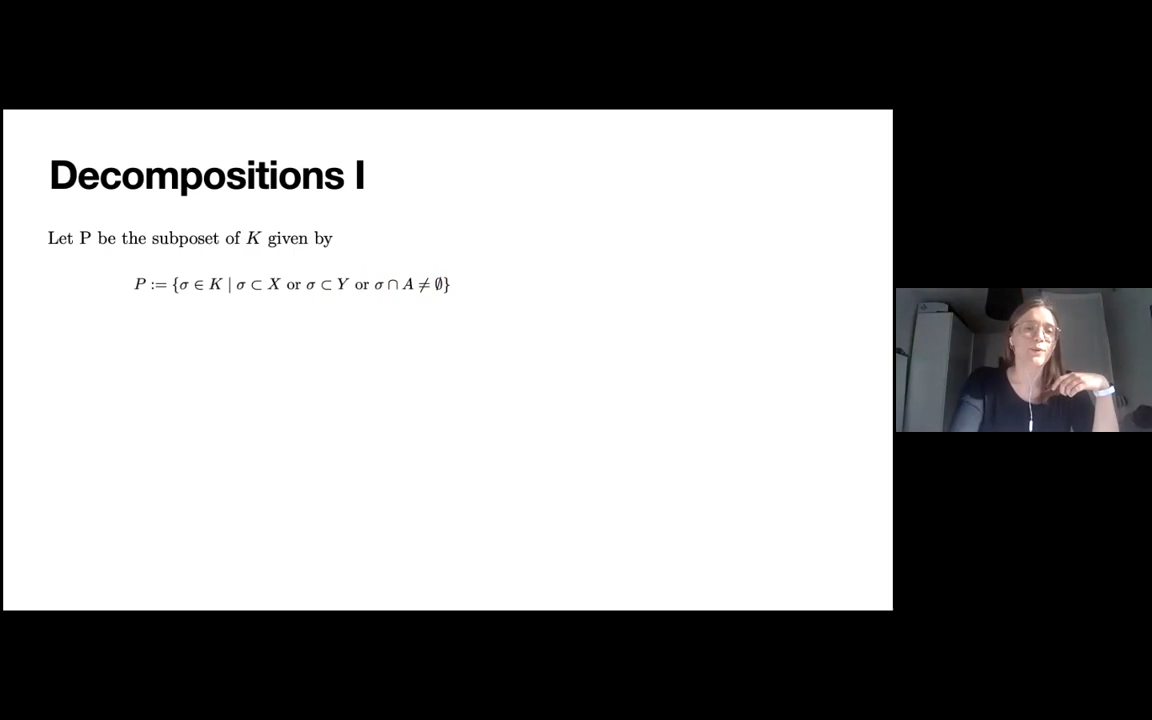 Decompositions I
Let P be the subposet of K given by
P := {σ ∈ K | σ ⊂ X or σ ⊂ Y or σ ∩ A ≠ ∅}